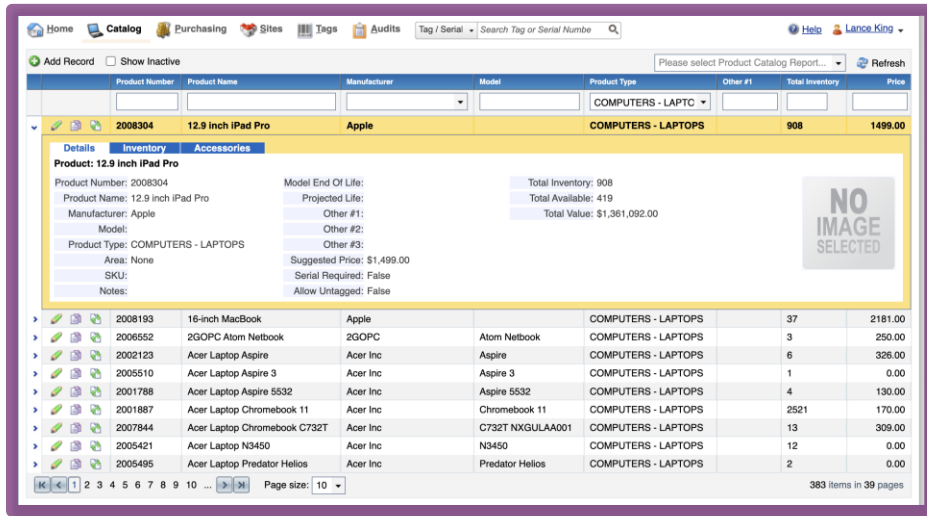 Home Catalog Purchasing Sites Tags Audits Tag / Serial Search Tag or Serial Numbe Help Lance King
Add Record Show Inactive Please select Product Catalog Report... Refresh
Product Number Product Name Manufacturer Model Product Type Other #1 Total Inventory Price
COMPUTERS - LAPTC
2008304 12.9 inch iPad Pro Apple COMPUTERS - LAPTOPS 908 1499.00
Details Inventory Accessories
Product: 12.9 inch iPad Pro
Product Number: 2008304 Model End Of Life: Total Inventory: 908
Product Name: 12.9 inch iPad Pro Projected Life: Total Available: 419
Manufacturer: Apple Other #1: Total Value: $1,361,092.00
Model: Other #2:
Product Type: COMPUTERS - LAPTOPS Other #3:
Area: None Suggested Price: $1,499.00
SKU: Serial Required: False
Notes: Allow Untagged: False
NO
IMAGE
SELECTED
2008193 16-inch MacBook Apple COMPUTERS - LAPTOPS 37 2181.00
2006552 2GOPC Atom Netbook 2GOPC Atom Netbook COMPUTERS - LAPTOPS 3 250.00
2002123 Acer Laptop Aspire Acer Inc Aspire COMPUTERS - LAPTOPS 6 326.00
2005510 Acer Laptop Aspire 3 Acer Inc Aspire 3 COMPUTERS - LAPTOPS 1 0.00
2001788 Acer Laptop Aspire 5532 Acer Inc Aspire 5532 COMPUTERS - LAPTOPS 4 130.00
2001887 Acer Laptop Chromebook 11 Acer Inc Chromebook 11 COMPUTERS - LAPTOPS 2521 170.00
2007844 Acer Laptop Chromebook C732T Acer Inc C732T NXGULAA001 COMPUTERS - LAPTOPS 13 309.00
2005421 Acer Laptop N3450 Acer Inc N3450 COMPUTERS - LAPTOPS 12 0.00
2005495 Acer Laptop Predator Helios Acer Inc Predator Helios COMPUTERS - LAPTOPS 2 0.00
1 2 3 4 5 6 7 8 9 10 ... Page size: 10 383 items in 39 pages